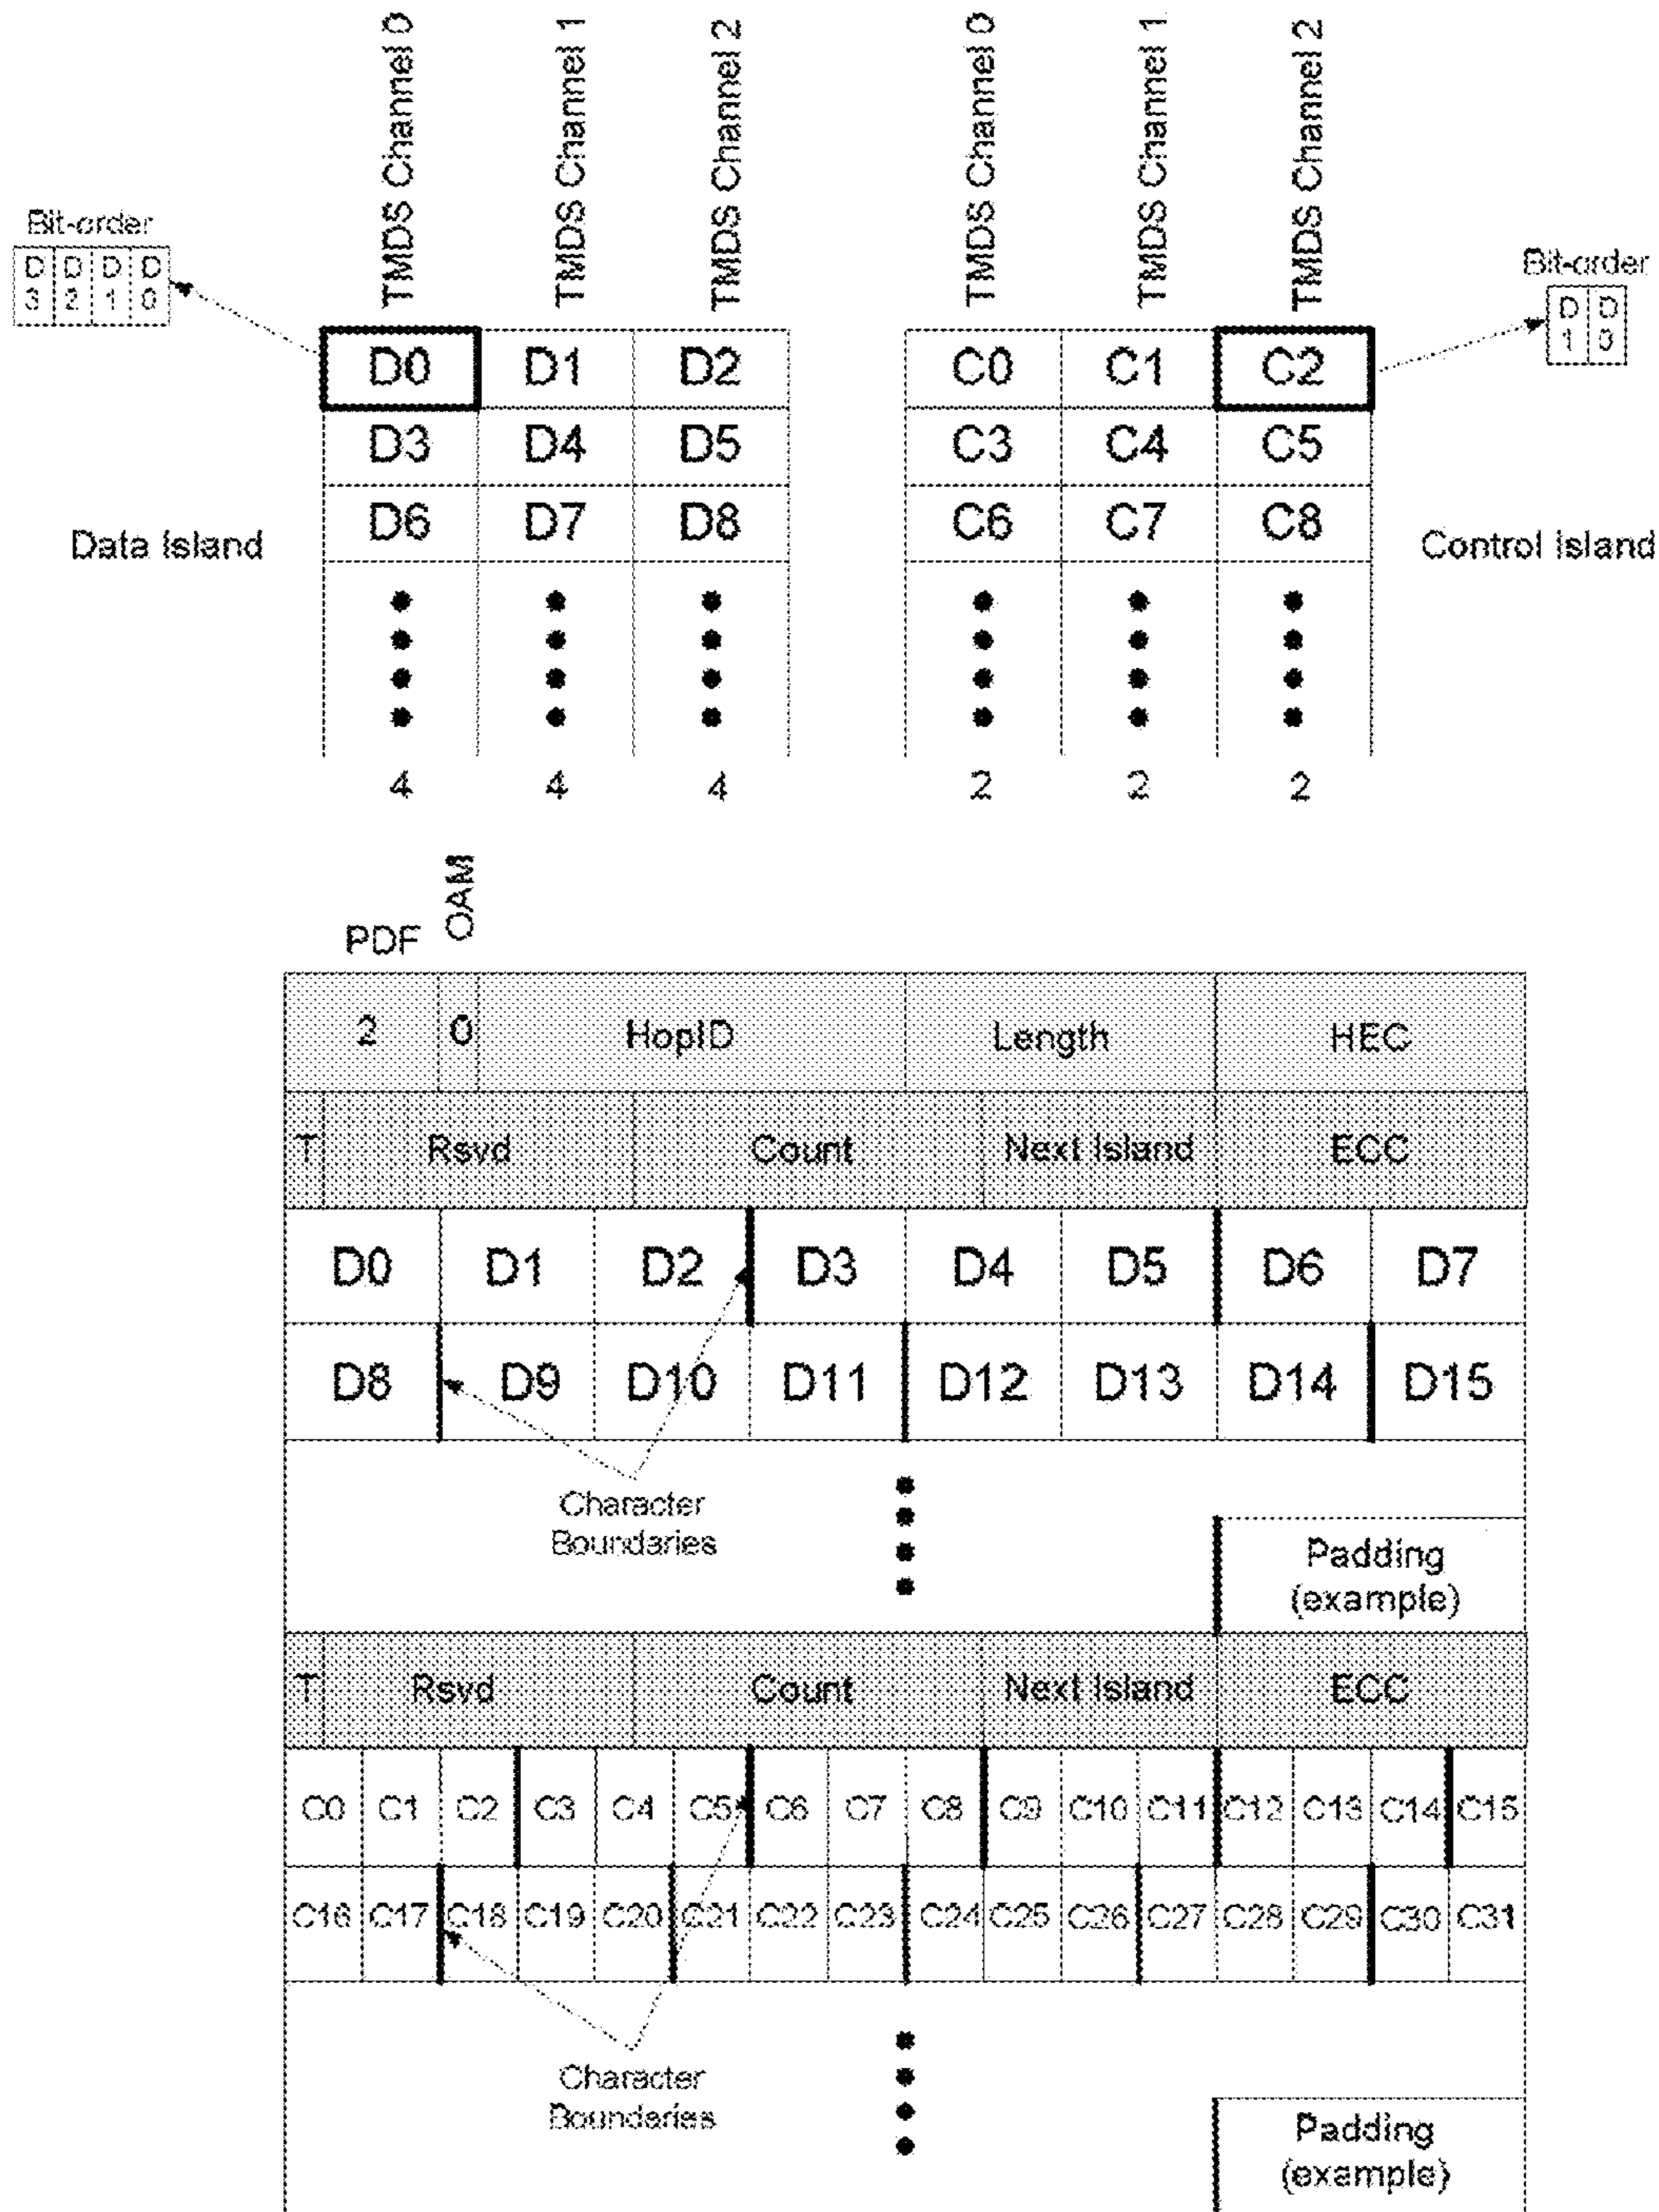 TMDS Channel 0 TMDS Channel 1 TMDS Channel 2 TMDS Channel 0 TMDS Channel 1 TMDS Channel 2
Bit-order
D3 D2 D1 D0
Bit-order
D1 D0
D0 D1 D2 C0 C1 C2
D3 D4 D5 C3 C4 C5
D6 D7 D8 C6 C7 C8
Data Island
Control Island
4 4 4 2 2 2
PDF OAM
2 0 HopID Length HEC
T Rsvd Count Next Island ECC
D0 D1 D2 D3 D4 D5 D6 D7
D8 D9 D10 D11 D12 D13 D14 D15
Character
Boundaries
Padding
(example)
T Rsvd Count Next Island ECC
C0 C1 C2 C3 C4 C5 C6 C7 C8 C9 C10 C11 C12 C13 C14 C15
C16 C17 C18 C19 C20 C21 C22 C23 C24 C25 C26 C27 C28 C29 C30 C31
Character
Boundaries
Padding
(example)